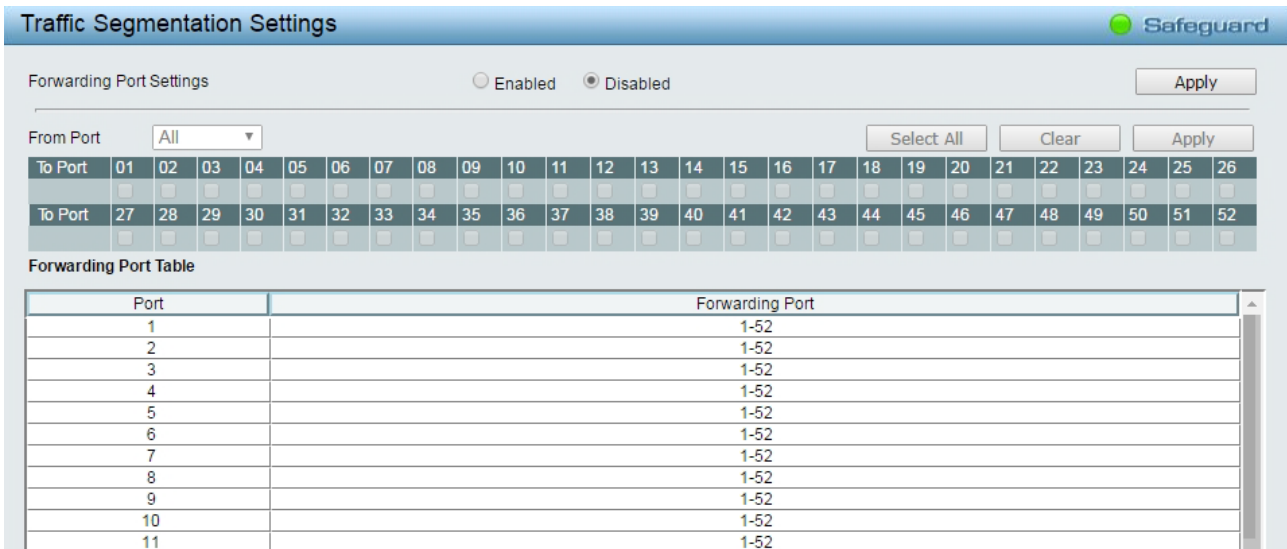 Traffic Segmentation Settings Safeguard
Forwarding Port Settings Enabled Disabled Apply
From Port All Select All Clear Apply
To Port 01 02 03 04 05 06 07 08 09 10 11 12 13 14 15 16 17 18 19 20 21 22 23 24 25 26
To Port 27 28 29 30 31 32 33 34 35 36 37 38 39 40 41 42 43 44 45 46 47 48 49 50 51 52
Forwarding Port Table
Port Forwarding Port
1 1-52
2 1-52
3 1-52
4 1-52
5 1-52
6 1-52
7 1-52
8 1-52
9 1-52
10 1-52
11 1-52